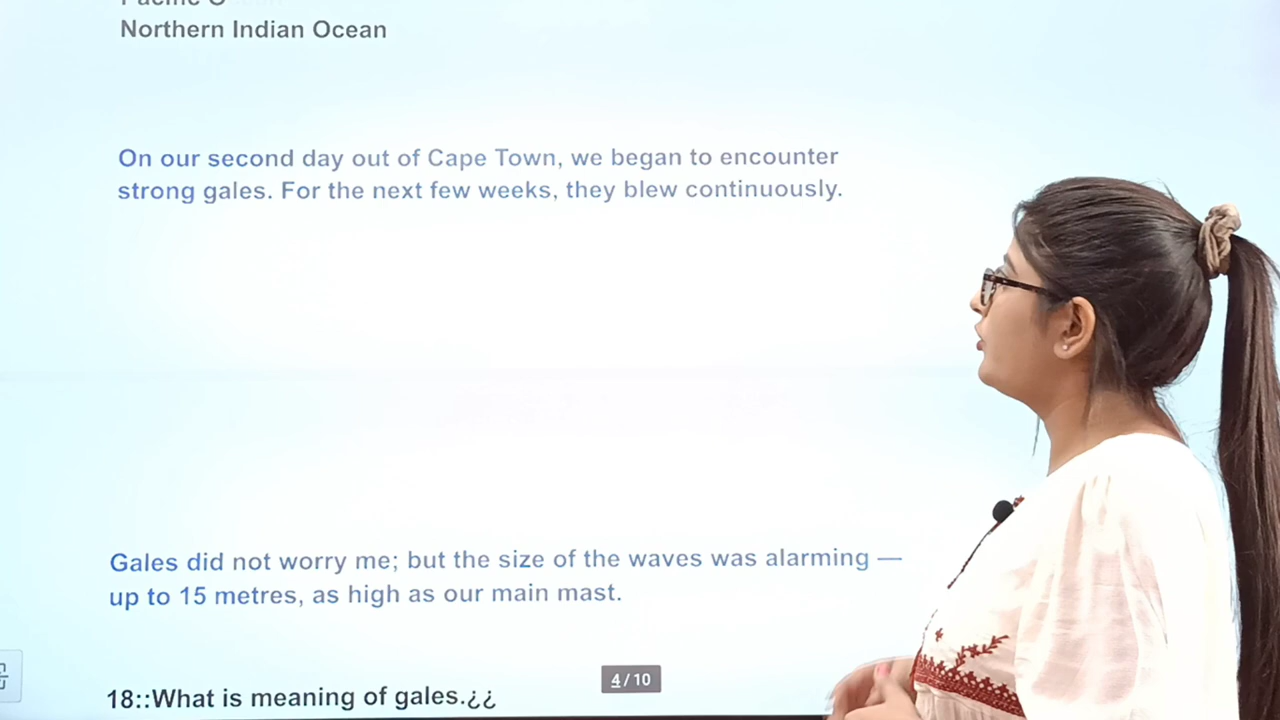 Northern Indian Ocean
On our second day out of Cape Town, we began to encounter
strong gales. For the next few weeks, they blew continuously.
Gales did not worry me; but the size of the waves was alarming —
up to 15 metres, as high as our main mast.
18::What is meaning of gales.¿¿
4 / 10